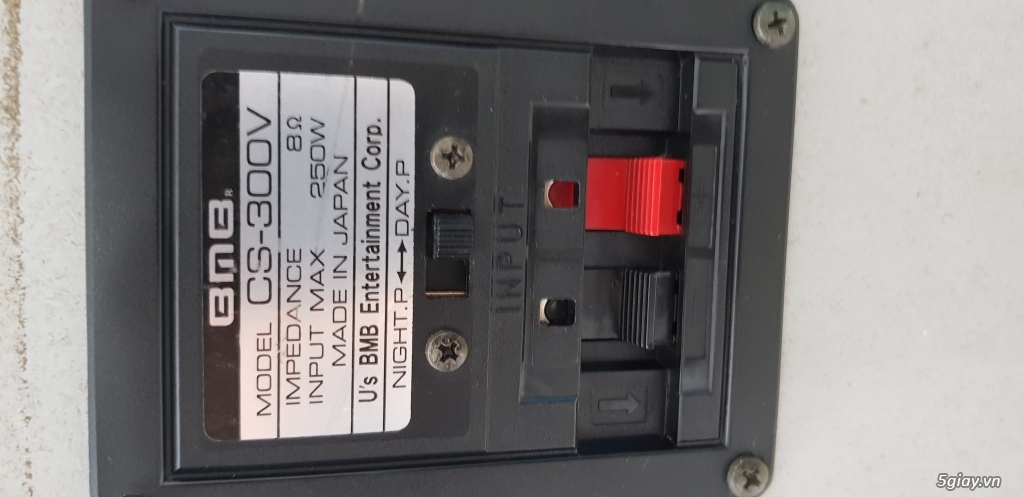 BMB®
MODEL CS-300V
IMPEDANCE 8Ω
INPUT MAX 250W
MADE IN JAPAN
U's BMB Entertainment Corp.
NIGHT.P ↔ DAY.P
INPUT
5giay.vn